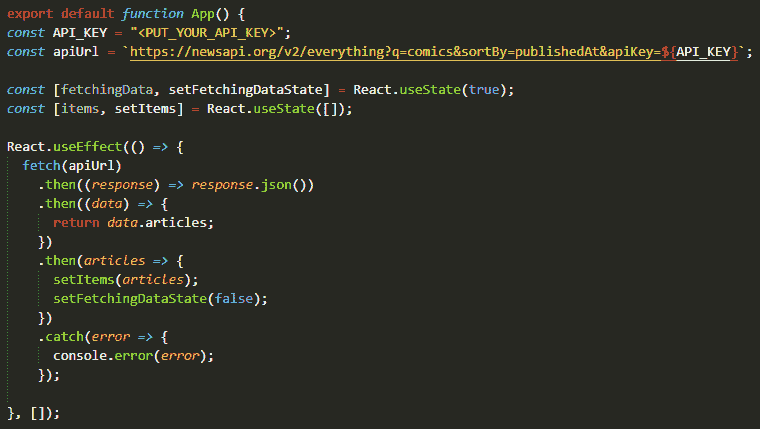 export default function App() {
const API_KEY = "<PUT_YOUR_API_KEY>";
const apiUrl = `https://newsapi.org/v2/everything?q=comics&sortBy=publishedAt&apiKey=${API_KEY}`;
const [fetchingData, setFetchingDataState] = React.useState(true);
const [items, setItems] = React.useState([]);
React.useEffect(() => {
fetch(apiUrl)
.then((response) => response.json())
.then((data) => {
return data.articles;
})
.then(articles => {
setItems(articles);
setFetchingDataState(false);
})
.catch(error => {
console.error(error);
});
}, []);